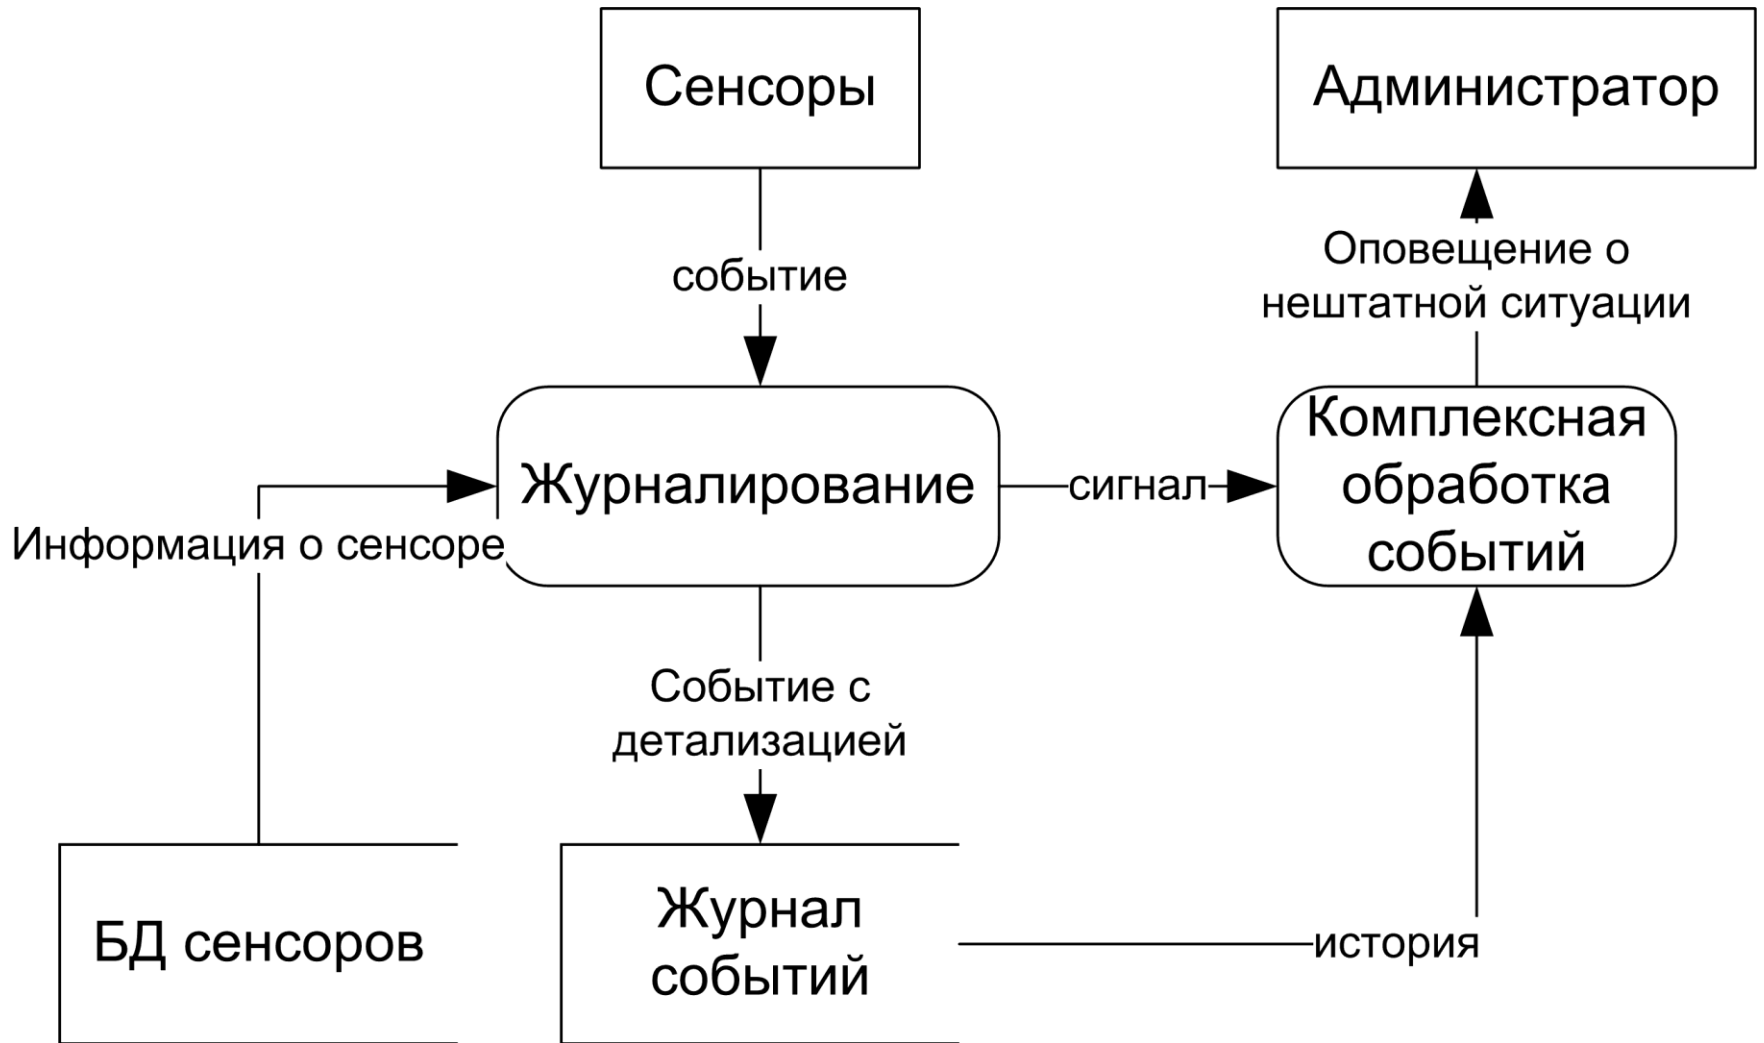 Сенсоры
Администратор
событие
Оповещение о
нештатной ситуации
Журналирование
сигнал
Комплексная
обработка
событий
Информация о сенсоре
Событие с
детализацией
БД сенсоров
Журнал
событий
история